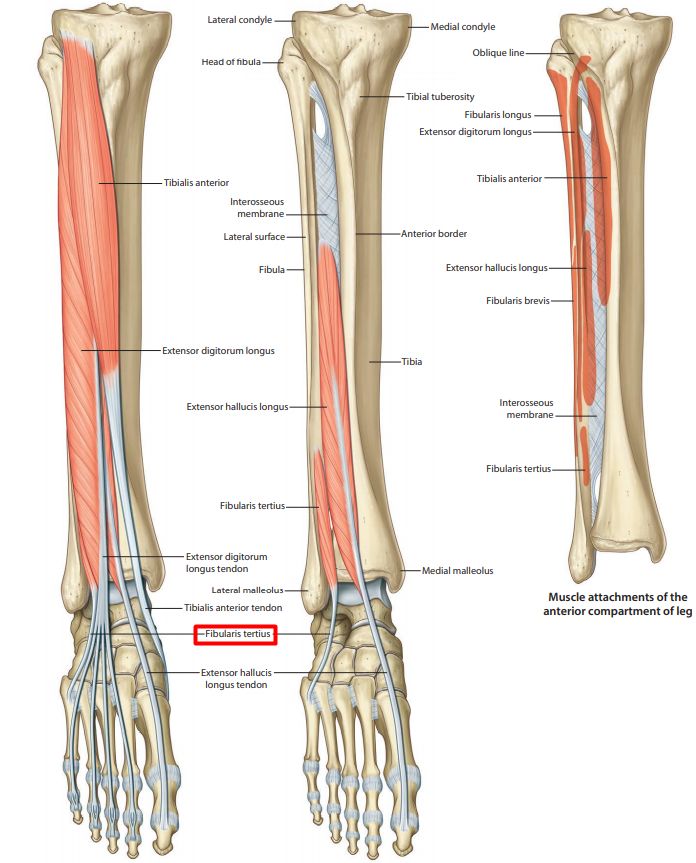 Lateral condyle
Medial condyle
Oblique line
Head of fibula
Tibial tuberosity
Fibularis longus
Extensor digitorum longus
Tibialis anterior
Tibialis anterior
Interosseous
membrane
Lateral surface
Anterior border
Fibula
Extensor hallucis longus
Fibularis brevis
Extensor digitorum longus
Tibia
Extensor hallucis longus
Interosseous
membrane
Fibularis tertius
Fibularis tertius
Extensor digitorum
longus tendon
Medial malleolus
Lateral malleolus
Muscle attachments of the
anterior compartment of leg
Tibialis anterior tendon
Fibularis tertius
Extensor hallucis
longus tendon